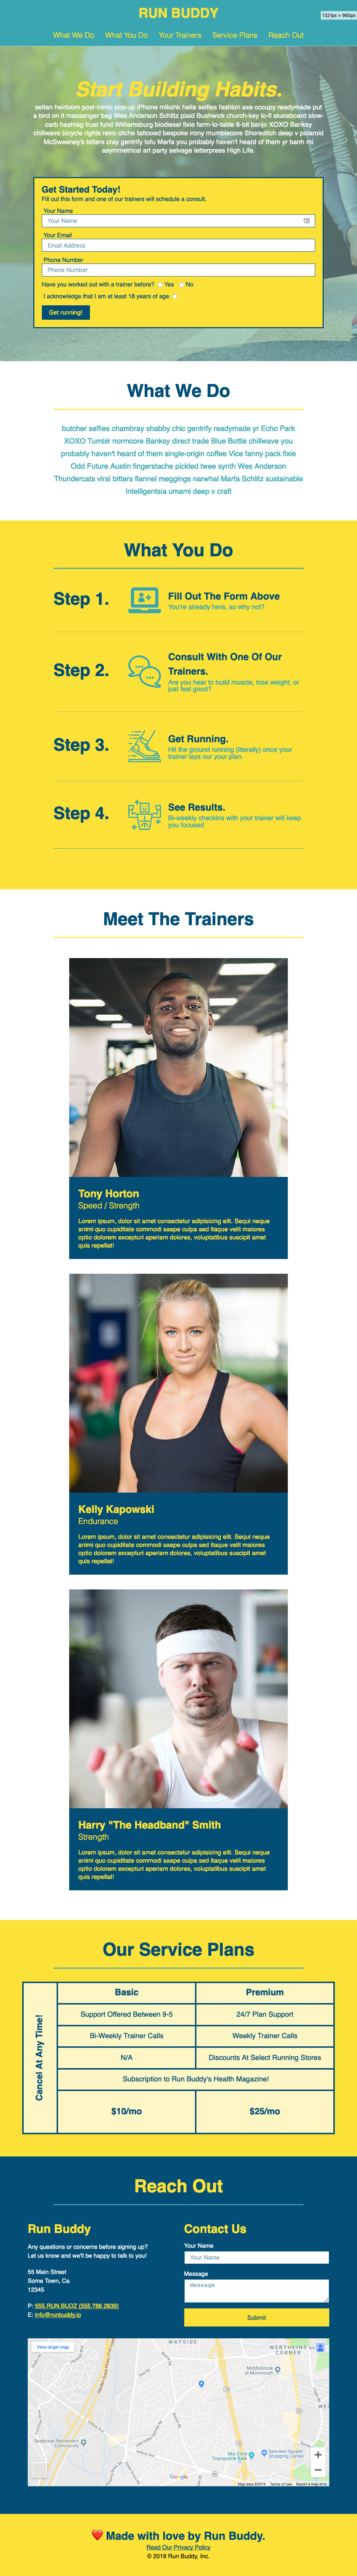 RUN BUDDY
1321px × 980px
What We Do What You Do Your Trainers Service Plans Reach Out
Start Building Habits.
seitan heirloom post-ironic pop-up iPhone mlkshk hella selfies fashion axe occupy readymade put
a bird on it messenger bag Wes Anderson Schlitz plaid Bushwick church-key lo-fi skateboard slow-
carb hashtag trust fund Williamsburg biodiesel fixie farm-to-table 8-bit banjo XOXO Banksy
chillwave bicycle rights retro cliche tattooed bespoke irony mumblecore Shoreditch deep v polaroid
McSweeney's bitters cray gentrify tofu Marfa you probably haven't heard of them yr banh mi
asymmetrical art party selvage letterpress High Life.
Get Started Today!
Fill out this form and one of our trainers will schedule a consult.
Your Name
Your Name
Your Email
Email Address
Phone Number
Phone Number
Have you worked out with a trainer before? Yes No
I acknowledge that I am at least 18 years of age.
Get running!
What We Do
butcher selfies chambray shabby chic gentrify readymade yr Echo Park
XOXO Tumblr normcore Banksy direct trade Blue Bottle chillwave you
probably haven't heard of them single-origin coffee Vice fanny pack fixie
Odd Future Austin fingerstache pickled twee synth Wes Anderson
Thundercats viral bitters flannel meggings narwhal Marfa Schlitz sustainable
Intelligentsia umami deep v craft
What You Do
Step 1.
Fill Out The Form Above
You're already here, so why not?
Step 2.
Consult With One Of Our
Trainers.
Are you hear to build muscle, lose weight, or
just feel good?
Step 3.
Get Running.
Hit the ground running (literally) once your
trainer lays our your plan.
Step 4.
See Results.
Bi-weekly checkins with your trainer will keep
you focused
Meet The Trainers
Tony Horton
Speed / Strength
Lorem ipsum, dolor sit amet consectetur adipisicing elit. Sequi neque
animi quo cupiditate commodi saepe culpa sed itaque velit maiores
optio dolorem excepturi aperiam dolores, voluptatibus suscipit amet
quis repellat!
Kelly Kapowski
Endurance
Lorem ipsum, dolor sit amet consectetur adipisicing elit. Sequi neque
animi quo cupiditate commodi saepe culpa sed itaque velit maiores
optio dolorem excepturi aperiam dolores, voluptatibus suscipit amet
quis repellat!
Harry "The Headband" Smith
Strength
Lorem ipsum, dolor sit amet consectetur adipisicing elit. Sequi neque
animi quo cupiditate commodi saepe culpa sed itaque velit maiores
optio dolorem excepturi aperiam dolores, voluptatibus suscipit amet
quis repellat!
Our Service Plans
Cancel At Any Time!
Basic Premium
Support Offered Between 9-5 24/7 Plan Support
Bi-Weekly Trainer Calls Weekly Trainer Calls
N/A Discounts At Select Running Stores
Subscription to Run Buddy's Health Magazine!
$10/mo $25/mo
Reach Out
Run Buddy
Any questions or concerns before signing up?
Let us know and we'll be happy to talk to you!
55 Main Street
Some Town, Ca
12345
P: 555.RUN.BUDZ (555.786.2839)
E: info@runbuddy.io
Contact Us
Your Name
Your Name
Message
Message
Submit
View larger map
WAYSIDE
WERTHEINS
CORNER
Middlebrook
at Monmouth
Seabrook Retirement
Community
Sky Zone
Trampoline Park
Seaview Square
Shopping Center
Google
Map data ©2019 Terms of Use Report a map error
❤️ Made with love by Run Buddy.
Read Our Privacy Policy
© 2019 Run Buddy, Inc.